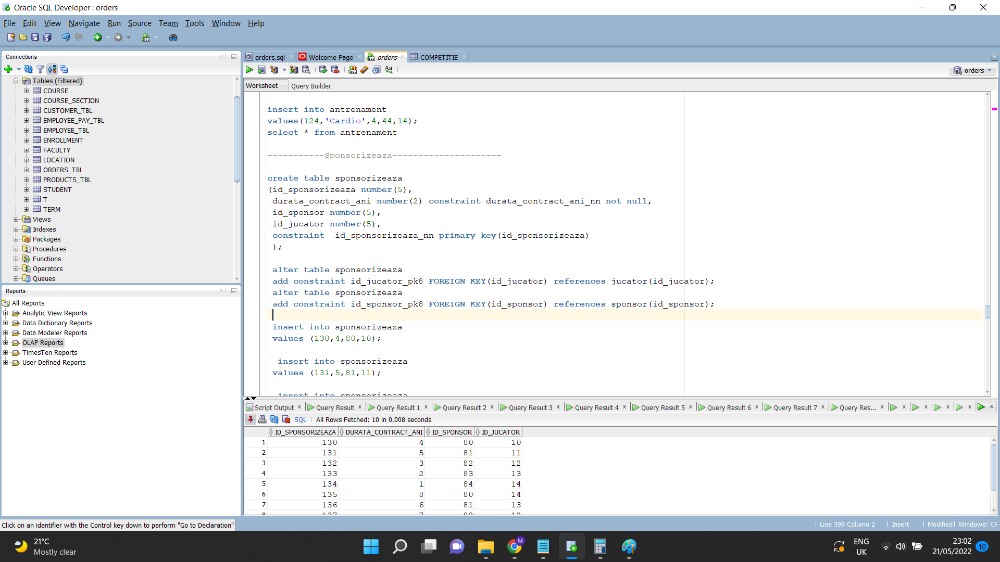 Oracle SQL Developer : orders
File Edit View Navigate Run Source Team Tools Window Help
Connections
Tables (Filtered)
COURSE
COURSE_SECTION
CUSTOMER_TBL
EMPLOYEE_PAY_TBL
EMPLOYEE_TBL
ENROLLMENT
FACULTY
LOCATION
ORDERS_TBL
PRODUCTS_TBL
STUDENT
T
TERM
Views
Indexes
Packages
Procedures
Functions
Operators
Queues
Reports
All Reports
Analytic View Reports
Data Dictionary Reports
Data Modeler Reports
OLAP Reports
TimesTen Reports
User Defined Reports
orders.sql Welcome Page orders COMPETITIE
orders
Worksheet Query Builder
insert into antrenament
values(124,'Cardio',4,44,14);
select * from antrenament
-----------Sponsorizeaza---------------------
create table sponsorizeaza
(id_sponsorizeaza number(5),
durata_contract_ani number(2) constraint durata_contract_ani_nn not null,
id_sponsor number(5),
id_jucator number(5),
constraint  id_sponsorizeaza_nn primary key(id_sponsorizeaza)
);
alter table sponsorizeaza
add constraint id_jucator_pk8 FOREIGN KEY(id_jucator) references jucator(id_jucator);
alter table sponsorizeaza
add constraint id_sponsor_pk8 FOREIGN KEY(id_sponsor) references sponsor(id_sponsor);
insert into sponsorizeaza
values (130,4,80,10);
insert into sponsorizeaza
values (131,5,81,11);
insert into sponsorizeaza
Script Output Query Result Query Result 1 Query Result 2 Query Result 3 Query Result 4 Query Result 5 Query Result 6 Query Result 7 Query Res...
SQL All Rows Fetched: 10 in 0.008 seconds
ID_SPONSORIZEAZA DURATA_CONTRACT_ANI ID_SPONSOR ID_JUCATOR
1 130 4 80 10
2 131 5 81 11
3 132 3 82 12
4 133 2 83 13
5 134 1 84 14
6 135 8 80 14
7 136 6 81 13
8 137 7 82 12
Click on an identifier with the Control key down to perform "Go to Declaration"
Line 399 Column 2 Insert Modified Windows: CR
21°C
Mostly clear
M
ENG
UK
23:02
21/05/2022
10